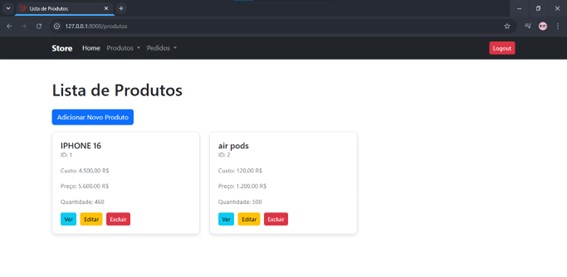 Lista de Produtos
127.0.0.1:8000/produtos
Store Home Produtos Pedidos Logout
Lista de Produtos
Adicionar Novo Produto
IPHONE 16
ID: 1
Custo: 4.500,00 R$
Preço: 5.600,00 R$
Quantidade: 460
Ver Editar Excluir
air pods
ID: 2
Custo: 120,00 R$
Preço: 1.200,00 R$
Quantidade: 500
Ver Editar Excluir